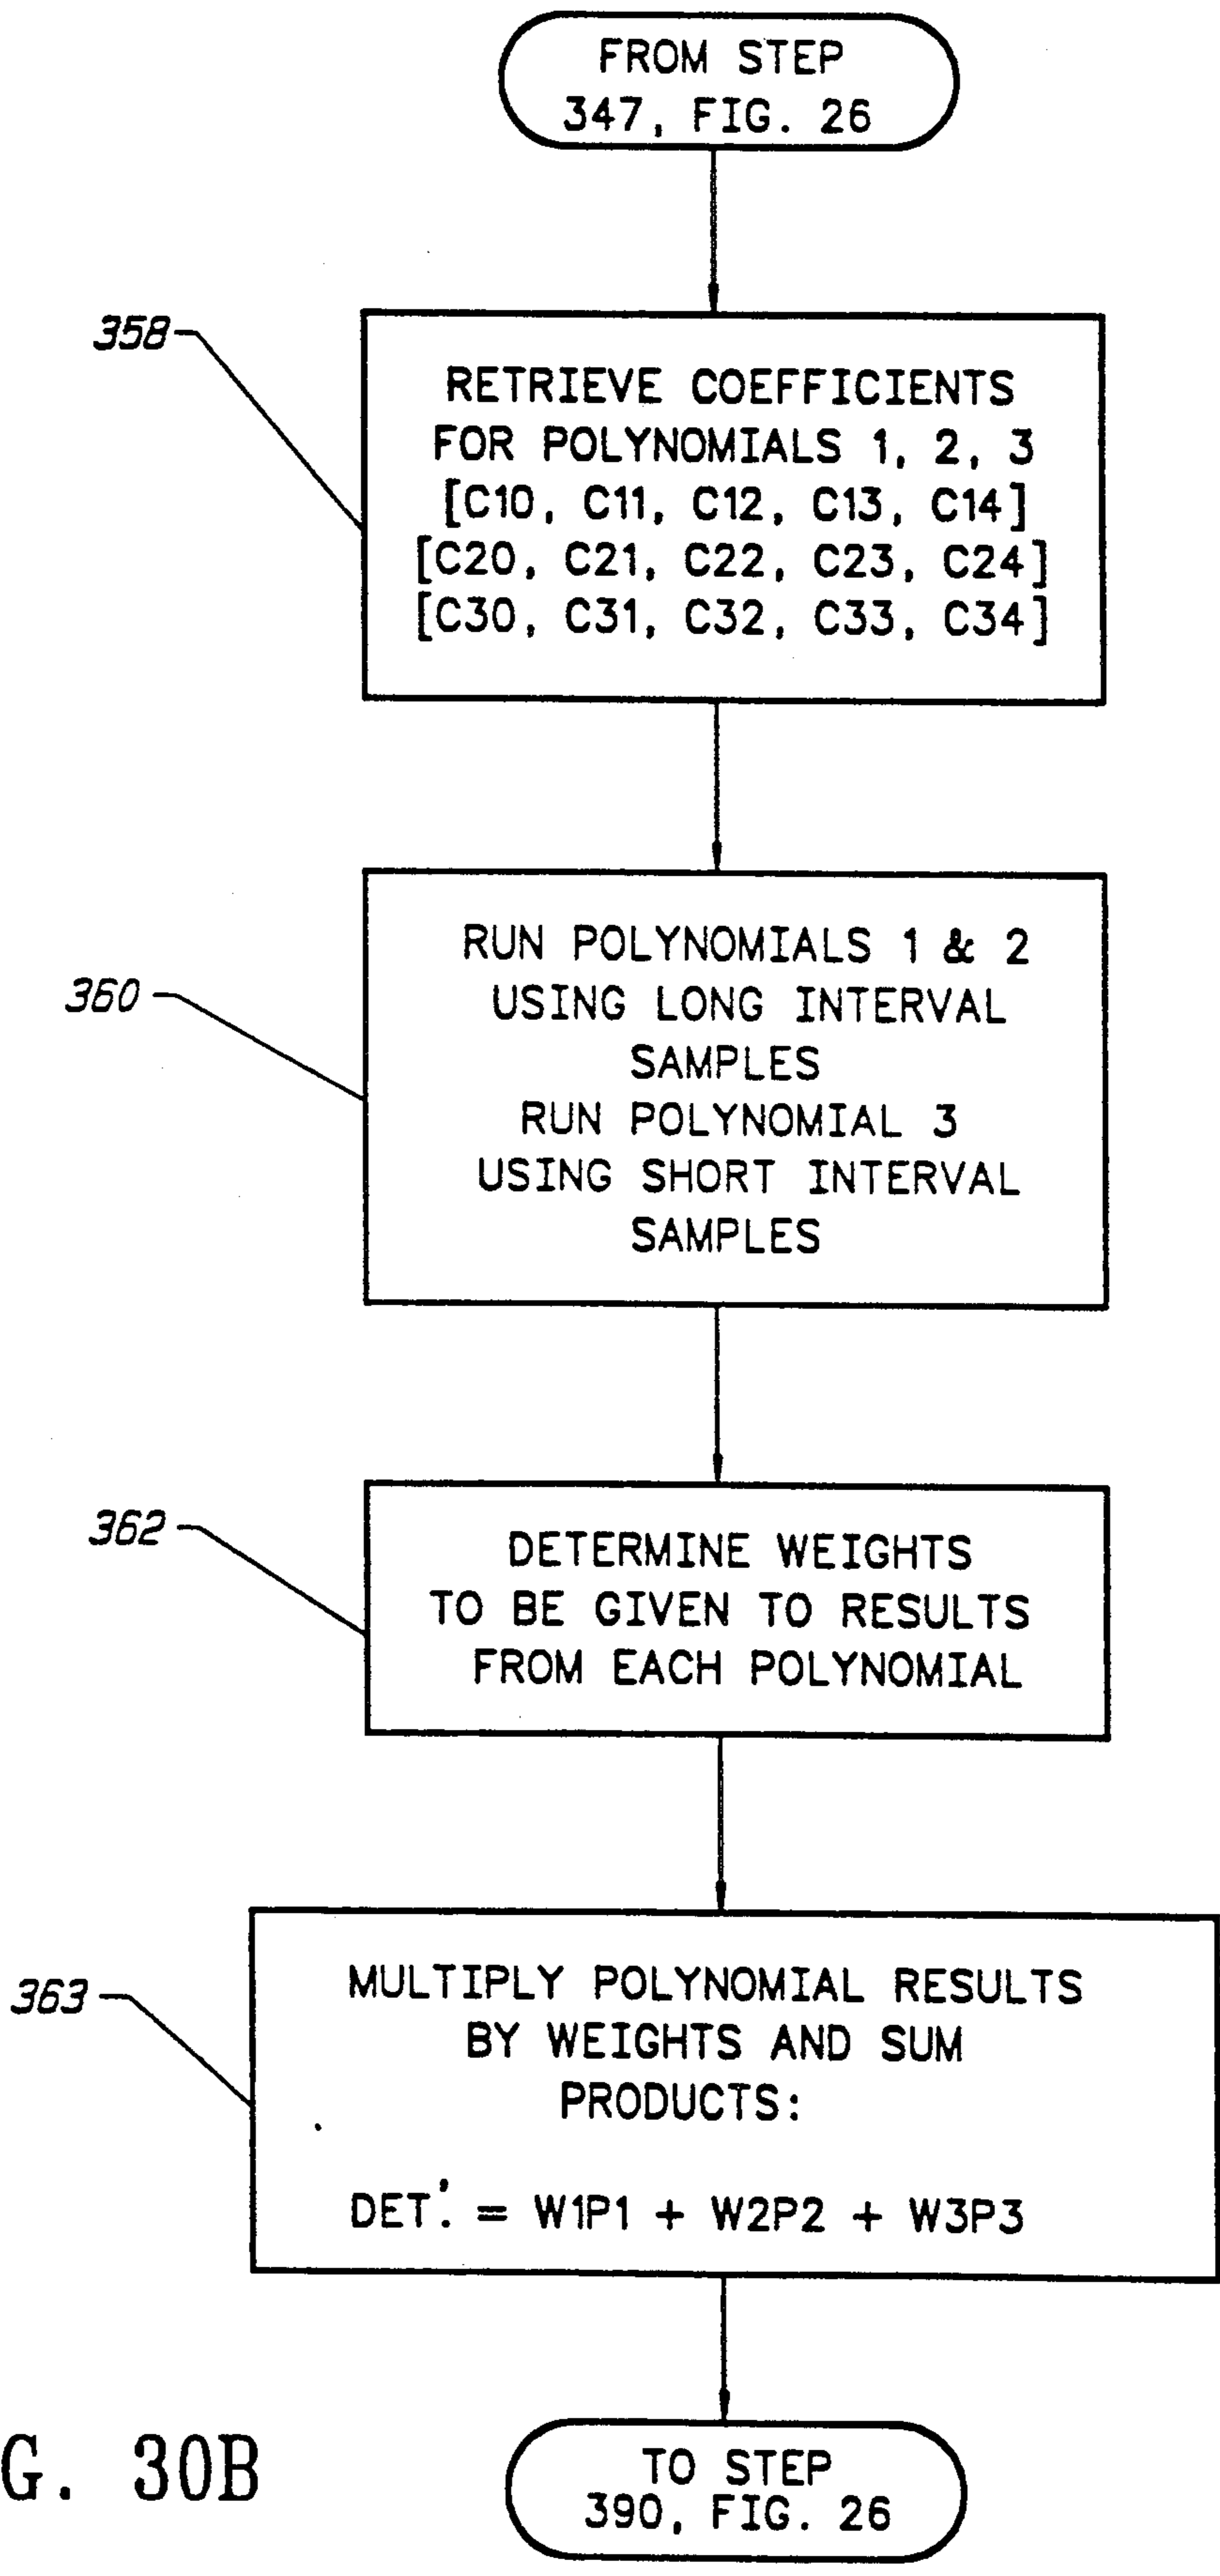 FROM STEP
347, FIG. 26
358
RETRIEVE COEFFICIENTS
FOR POLYNOMIALS 1, 2, 3
[C10, C11, C12, C13, C14]
[C20, C21, C22, C23, C24]
[C30, C31, C32, C33, C34]
360
RUN POLYNOMIALS 1 & 2
USING LONG INTERVAL
SAMPLES
RUN POLYNOMIAL 3
USING SHORT INTERVAL
SAMPLES
362
DETERMINE WEIGHTS
TO BE GIVEN TO RESULTS
FROM EACH POLYNOMIAL
363
MULTIPLY POLYNOMIAL RESULTS
BY WEIGHTS AND SUM
PRODUCTS:
DET.' = W1P1 + W2P2 + W3P3
G. 30B
TO STEP
390, FIG. 26